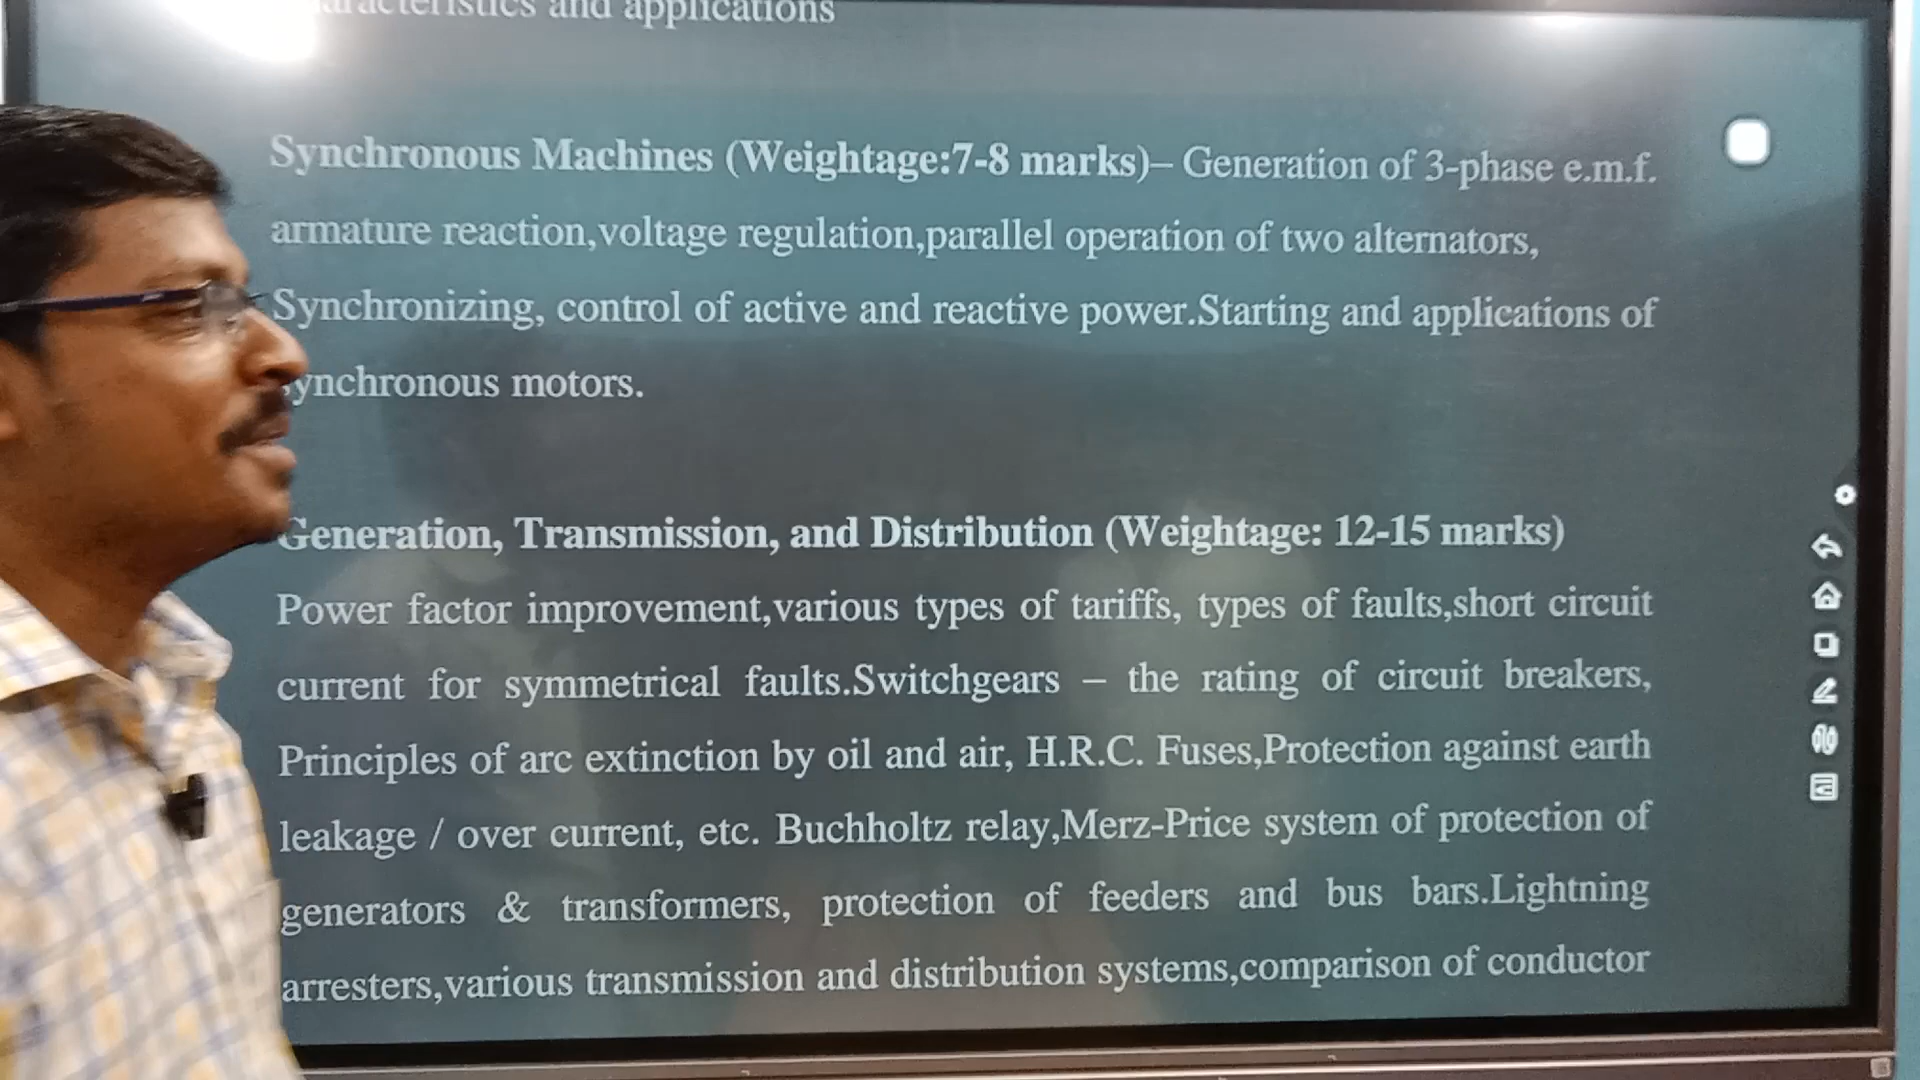 and applications
Synchronous Machines (Weightage:7-8 marks)– Generation of 3-phase e.m.f.
armature reaction,voltage regulation,parallel operation of two alternators,
Synchronizing, control of active and reactive power.Starting and applications of
synchronous motors.
Generation, Transmission, and Distribution (Weightage: 12-15 marks)
Power factor improvement,various types of tariffs, types of faults,short circuit
current for symmetrical faults.Switchgears – the rating of circuit breakers,
Principles of arc extinction by oil and air, H.R.C. Fuses,Protection against earth
leakage / over current, etc. Buchholtz relay,Merz-Price system of protection of
generators & transformers, protection of feeders and bus bars.Lightning
arresters,various transmission and distribution systems,comparison of conductor